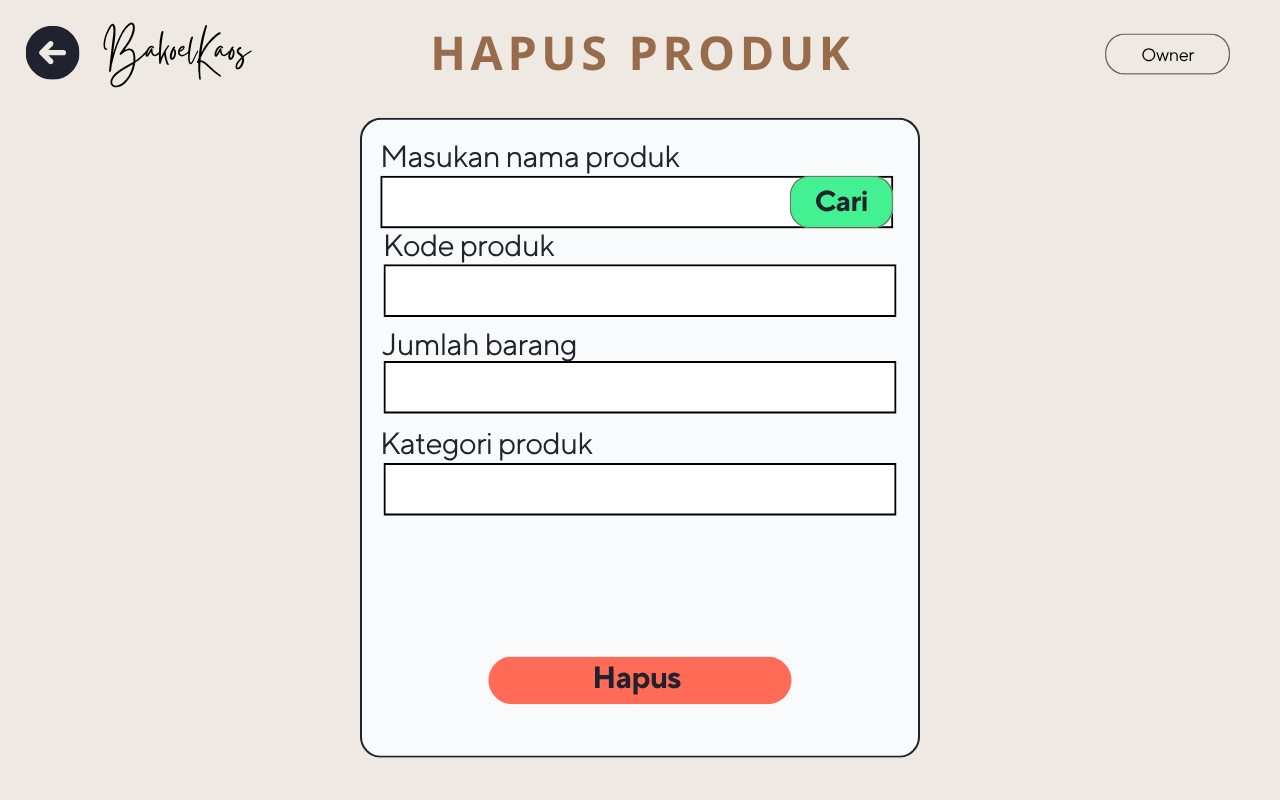 BakoelKaos
HAPUS PRODUK
Owner
Masukan nama produk
Cari
Kode produk
Jumlah barang
Kategori produk
Hapus